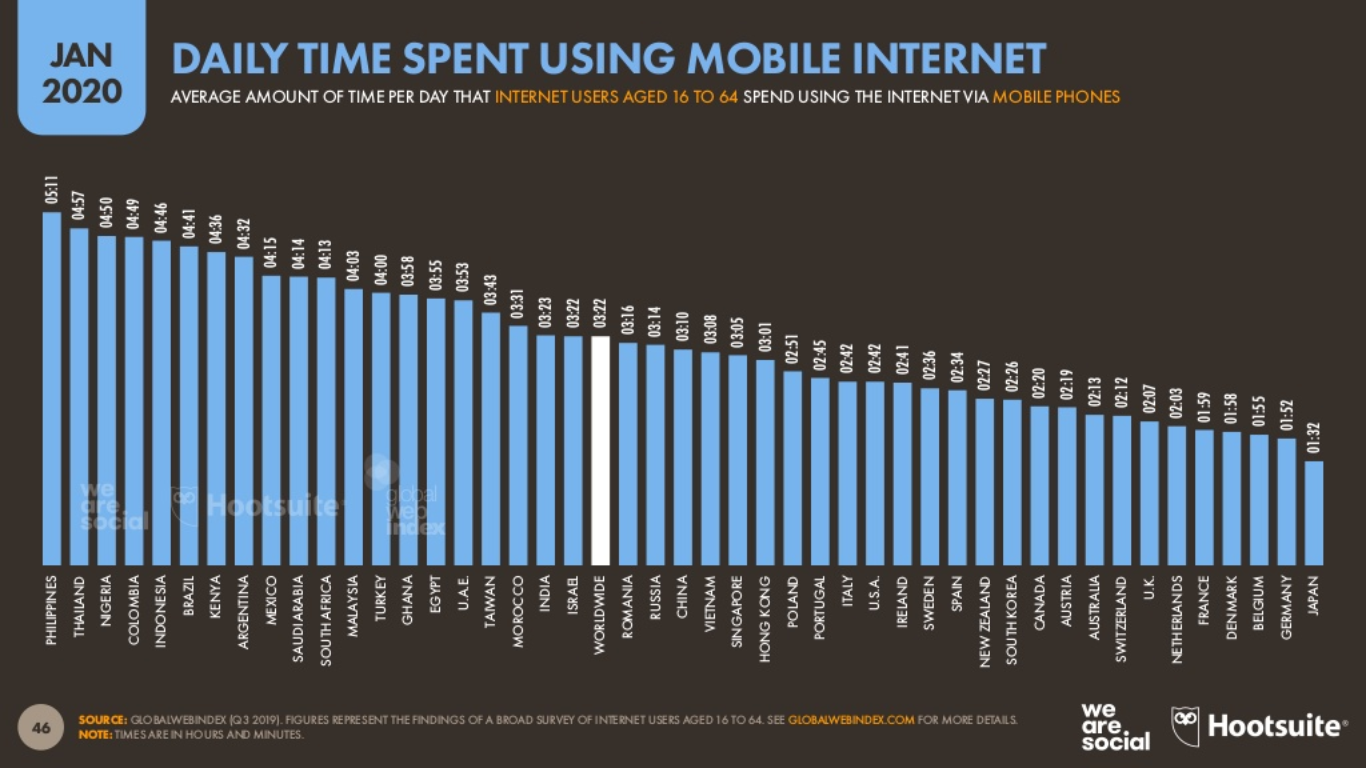 JAN
2020
DAILY TIME SPENT USING MOBILE INTERNET
AVERAGE AMOUNT OF TIME PER DAY THAT INTERNET USERS AGED 16 TO 64 SPEND USING THE INTERNET VIA MOBILE PHONES
05:11
04:57
04:50
04:49
04:46
04:41
04:36
04:32
04:15
04:14
04:13
04:03
04:00
03:58
03:55
03:53
03:43
03:31
03:23
03:22
03:22
03:16
03:14
03:10
03:08
03:05
03:01
02:51
02:45
02:42
02:42
02:41
02:36
02:34
02:27
02:26
02:20
02:19
02:13
02:12
02:07
02:03
01:59
01:58
01:55
01:52
01:32
we
are
social
Hootsuite
global
web
index
PHILIPPINES
THAILAND
NIGERIA
COLOMBIA
INDONESIA
BRAZIL
KENYA
ARGENTINA
MEXICO
SAUDI ARABIA
SOUTH AFRICA
MALAYSIA
TURKEY
GHANA
EGYPT
U.A.E.
TAIWAN
MOROCCO
INDIA
ISRAEL
WORLDWIDE
ROMANIA
RUSSIA
CHINA
VIETNAM
SINGAPORE
HONG KONG
POLAND
PORTUGAL
ITALY
U.S.A.
IRELAND
SWEDEN
SPAIN
NEW ZEALAND
SOUTH KOREA
CANADA
AUSTRIA
AUSTRALIA
SWITZERLAND
U.K.
NETHERLANDS
FRANCE
DENMARK
BELGIUM
GERMANY
JAPAN
46
SOURCE: GLOBALWEBINDEX (Q3 2019). FIGURES REPRESENT THE FINDINGS OF A BROAD SURVEY OF INTERNET USERS AGED 16 TO 64. SEE GLOBALWEBINDEX.COM FOR MORE DETAILS.
NOTE: TIMES ARE IN HOURS AND MINUTES.
we
are
social
Hootsuite®